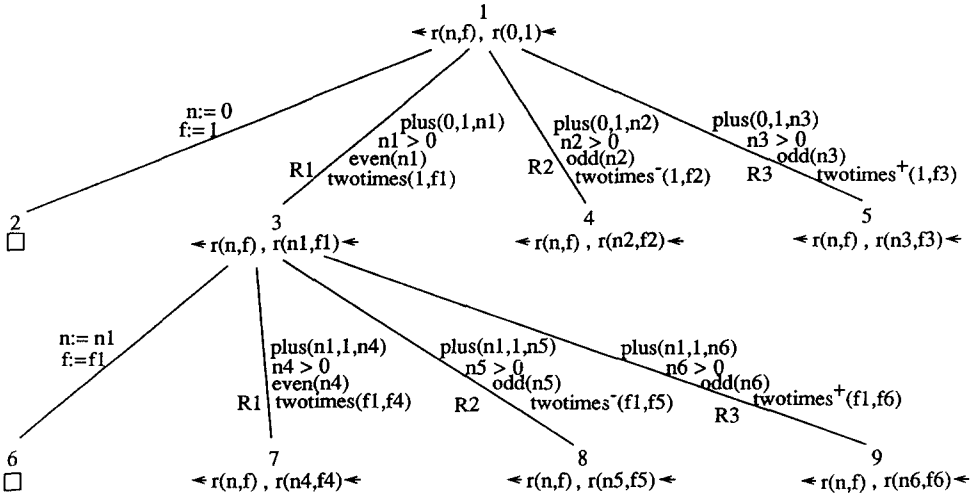 1
← r(n,f) , r(0,1)←
n:= 0
f:= 1
R1
plus(0,1,n1)
n1 > 0
even(n1)
twotimes(1,f1)
R2
plus(0,1,n2)
n2 > 0
odd(n2)
twotimes⁻(1,f2)
R3
plus(0,1,n3)
n3 > 0
odd(n3)
twotimes⁺(1,f3)
2
3
4
5
□
← r(n,f) , r(n1,f1)←
← r(n,f) , r(n2,f2)←
← r(n,f) , r(n3,f3)←
n:= n1
f:=f1
R1
plus(n1,1,n4)
n4 > 0
even(n4)
twotimes(f1,f4)
R2
plus(n1,1,n5)
n5 > 0
odd(n5)
twotimes⁻(f1,f5)
R3
plus(n1,1,n6)
n6 > 0
odd(n6)
twotimes⁺(f1,f6)
6
7
8
9
□
← r(n,f) , r(n4,f4)←
← r(n,f) , r(n5,f5)←
← r(n,f) , r(n6,f6)←